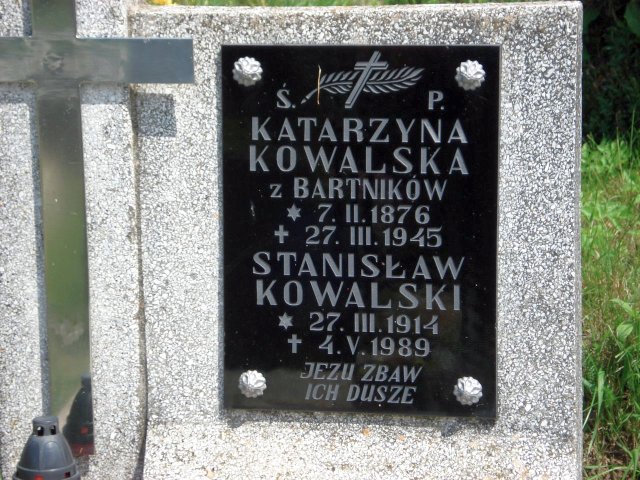 Ś. P.
KATARZYNA
KOWALSKA
z BARTNIKÓW
✶ 7. II. 1876
✝ 27. III. 1945
STANISŁAW
KOWALSKI
✶ 27. III. 1914
✝ 4. V. 1989
JEZU ZBAW
ICH DUSZE